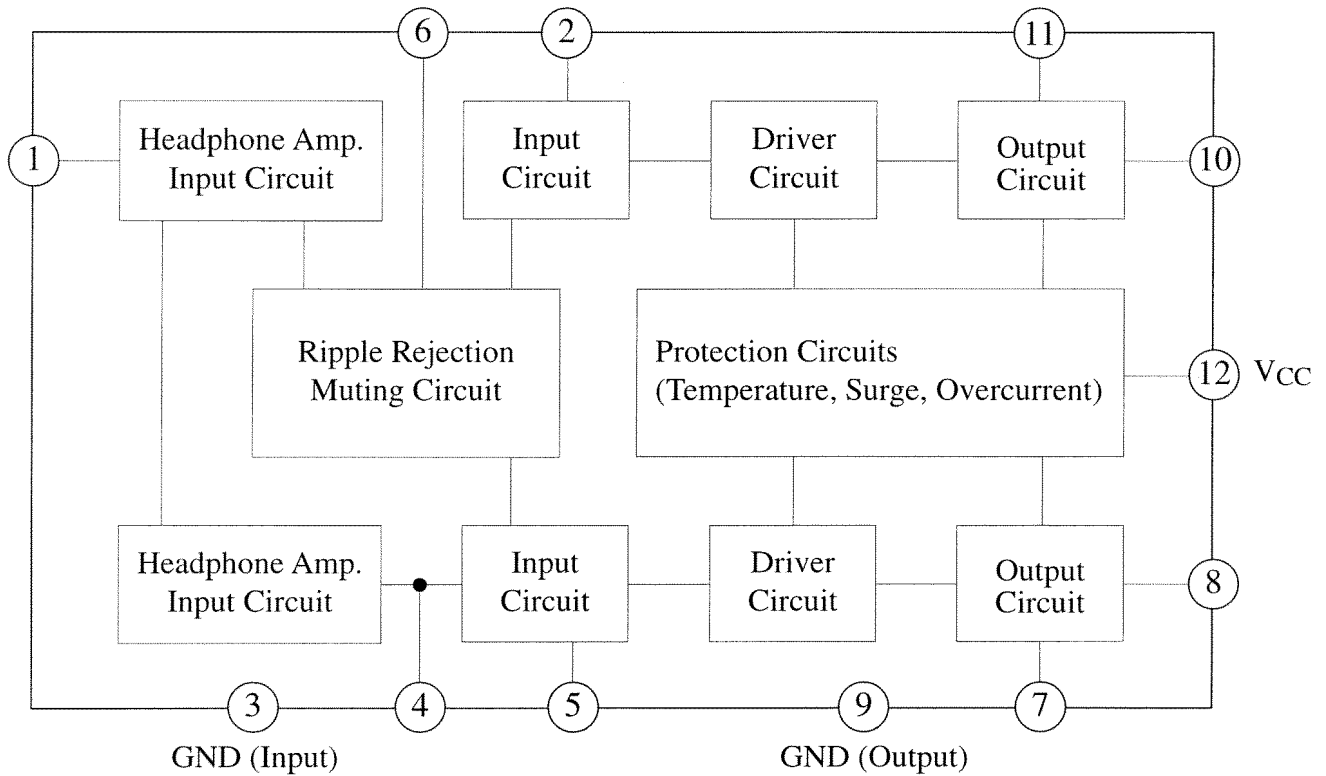 6
2
11
1
Headphone Amp.
Input Circuit
Input
Circuit
Driver
Circuit
Output
Circuit
10
Ripple Rejection
Muting Circuit
Protection Circuits
(Temperature, Surge, Overcurrent)
12
VCC
Headphone Amp.
Input Circuit
Input
Circuit
Driver
Circuit
Output
Circuit
8
3
4
5
9
7
GND (Input)
GND (Output)